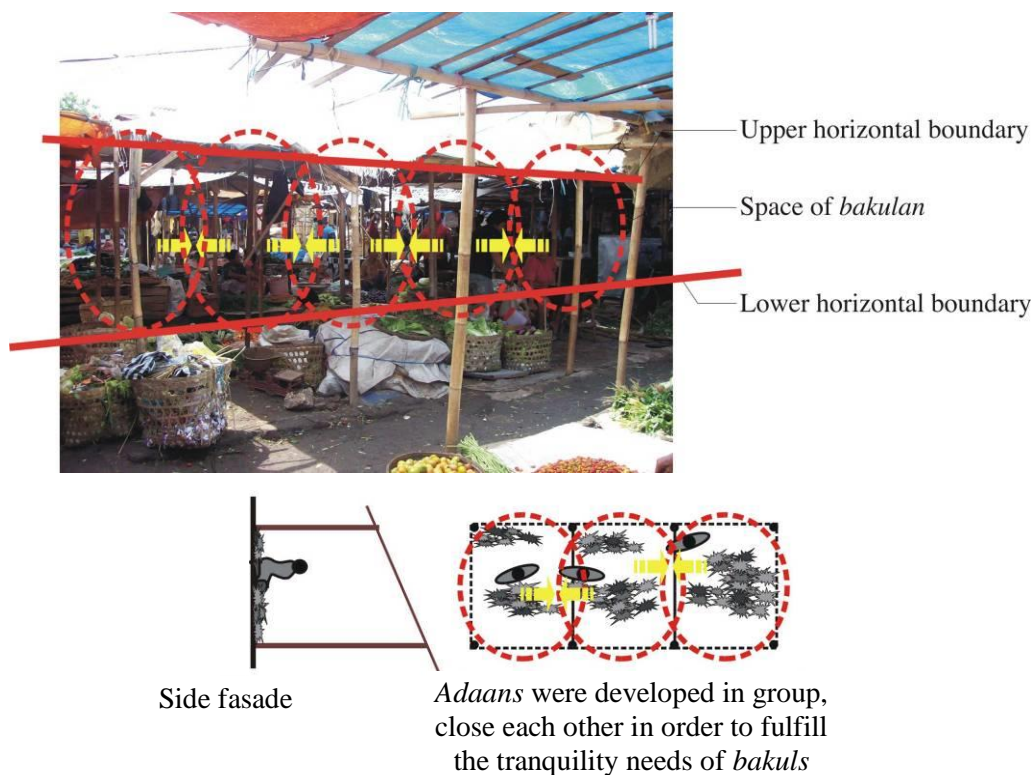 Upper horizontal boundary
Space of bakulan
Lower horizontal boundary
Side fasade
Adaans were developed in group,
close each other in order to fulfill
the tranquility needs of bakuls